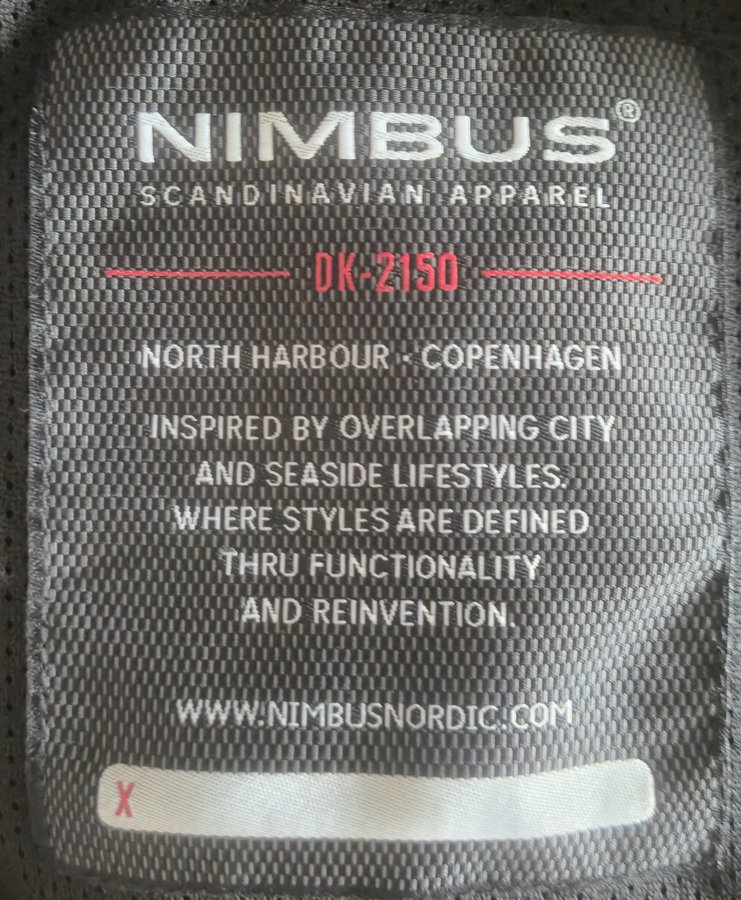 NIMBUS®
SCANDINAVIAN APPAREL
DK-2150
NORTH HARBOUR · COPENHAGEN
INSPIRED BY OVERLAPPING CITY
AND SEASIDE LIFESTYLES.
WHERE STYLES ARE DEFINED
THRU FUNCTIONALITY
AND REINVENTION.
WWW.NIMBUSNORDIC.COM
X